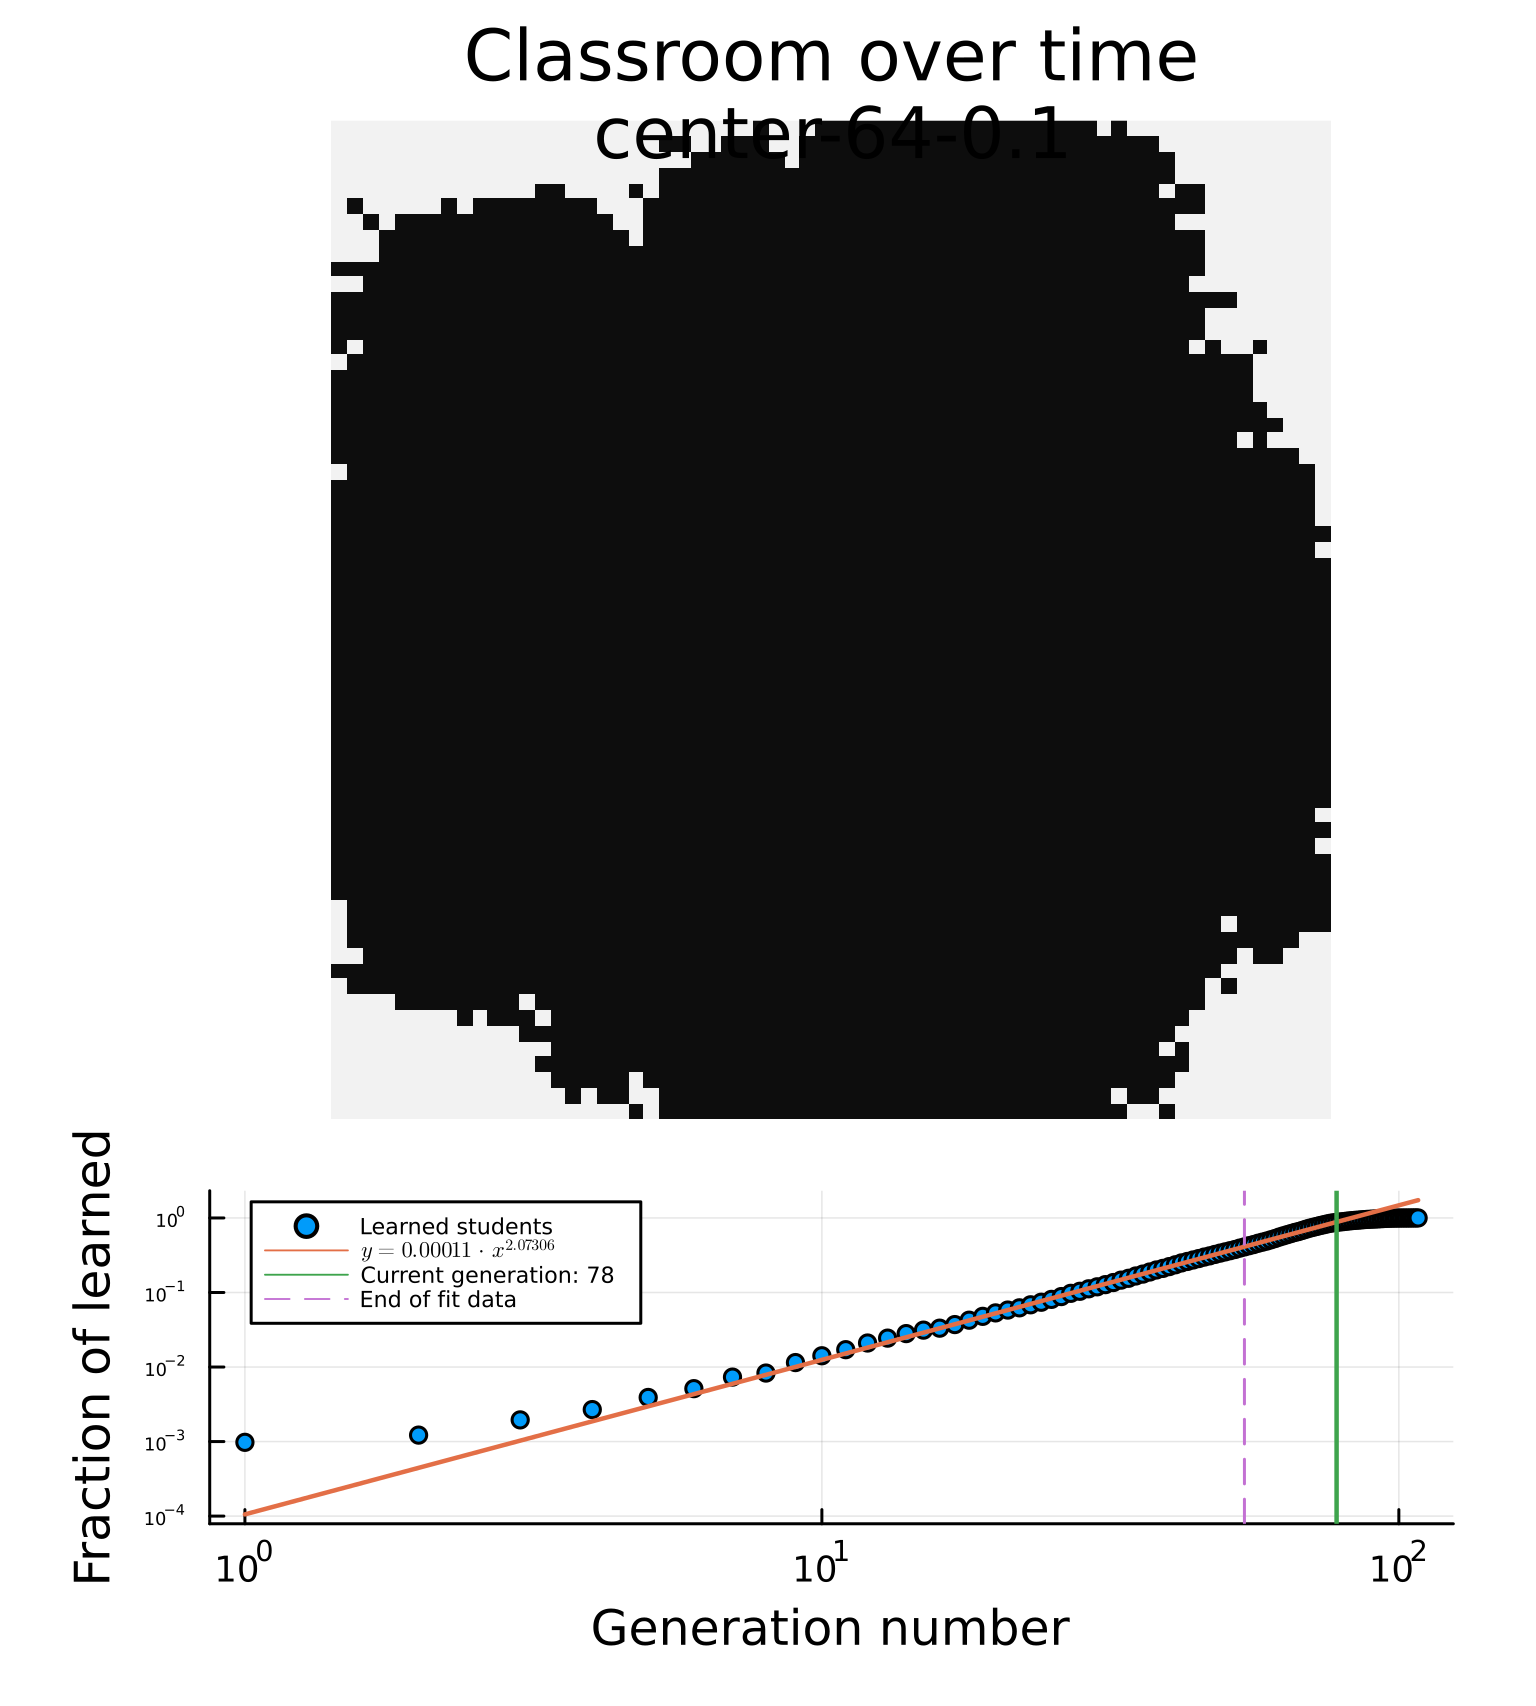 Classroom over time
center-64-0.1
Fraction of learned
10⁰
10⁻¹
10⁻²
10⁻³
10⁻⁴
Learned students
y = 0.00011 · x^2.07306
Current generation: 78
End of fit data
10⁰ 10¹ 10²
Generation number